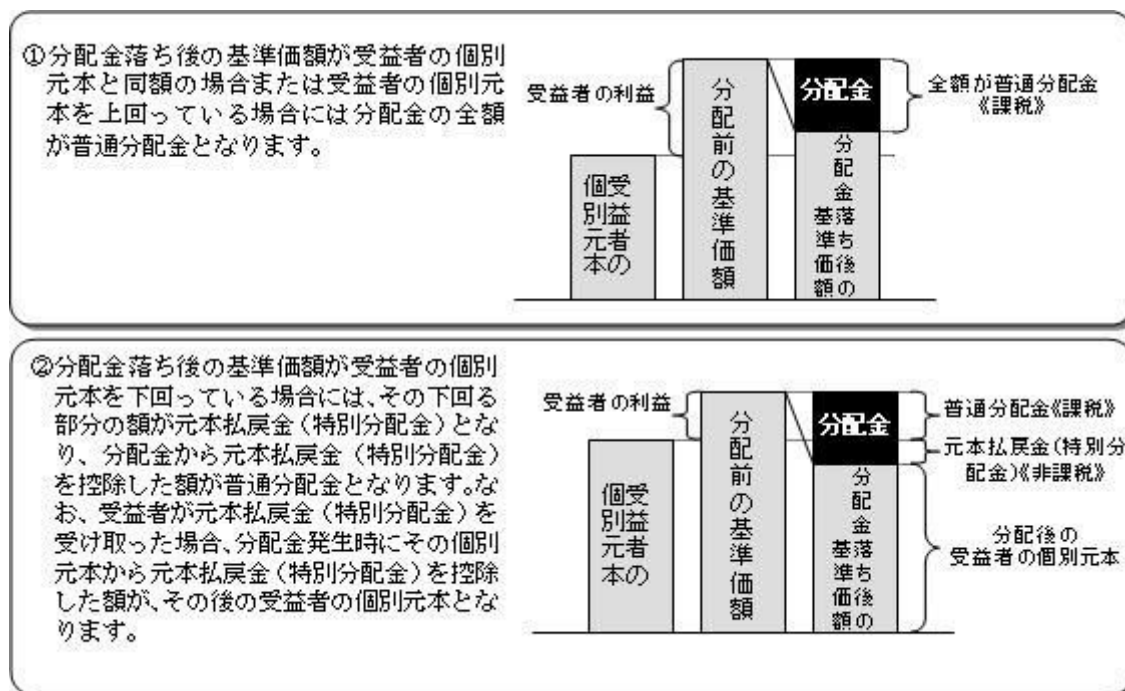 ①分配金落ち後の基準価額が受益者の個別
元本と同額の場合または受益者の個別元
本を上回っている場合には分配金の全額
が普通分配金となります。
受益者の利益
受益者の
個別元本
分配前の基準価額
分配金
分配金落ち後の
基準価額
全額が普通分配金
《課税》
②分配金落ち後の基準価額が受益者の個別
元本を下回っている場合には、その下回る
部分の額が元本払戻金（特別分配金）とな
り、分配金から元本払戻金（特別分配金）
を控除した額が普通分配金となります。な
お、受益者が元本払戻金（特別分配金）を
受け取った場合、分配金発生時にその個別
元本から元本払戻金（特別分配金）を控除
した額が、その後の受益者の個別元本とな
ります。
受益者の利益
受益者の
個別元本
分配前の基準価額
分配金
分配金落ち後の
基準価額
普通分配金《課税》
元本払戻金（特別分
配金）《非課税》
分配後の
受益者の個別元本